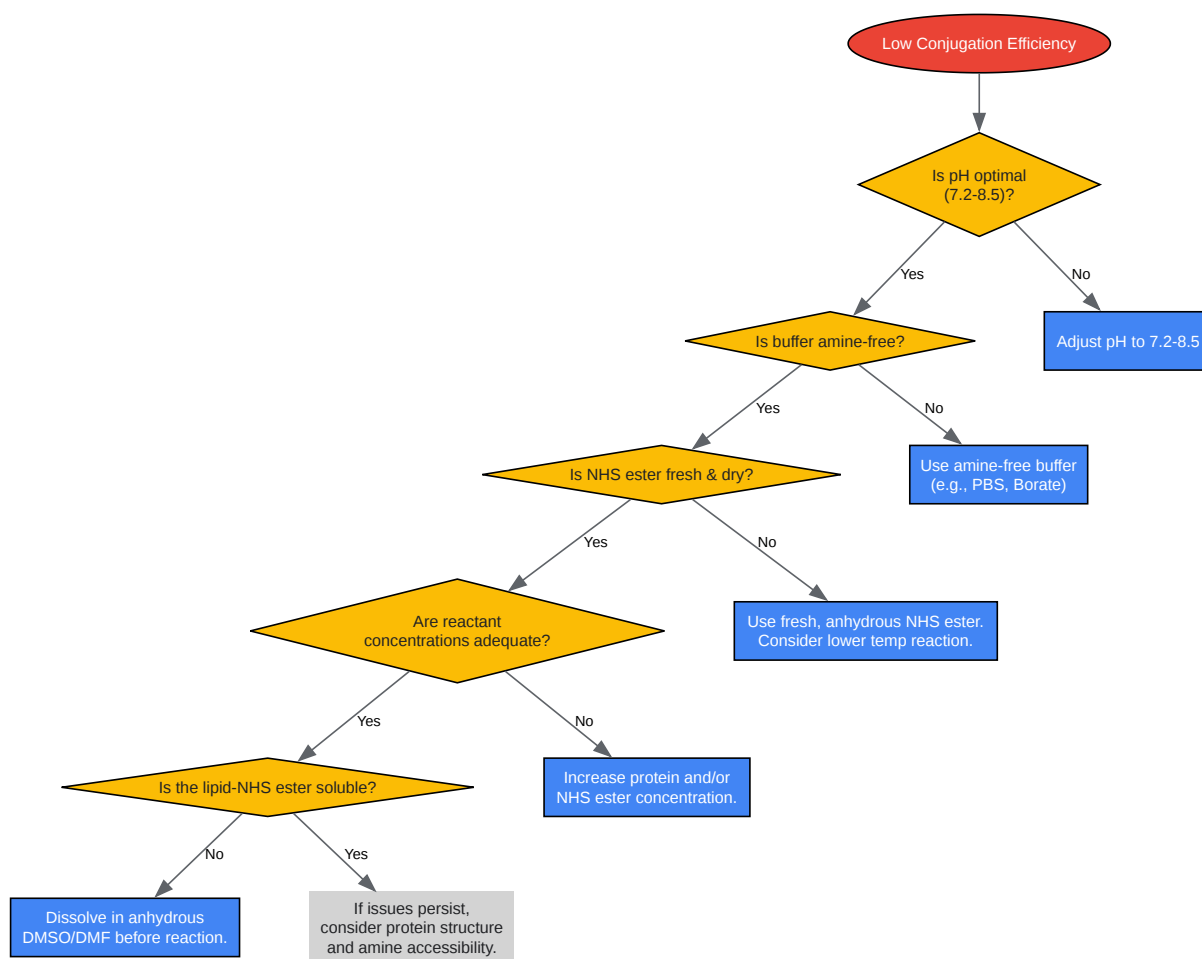 Low Conjugation Efficiency
Is pH optimal
(7.2-8.5)?
Yes
No
Is buffer amine-free?
Adjust pH to 7.2-8.5
Yes
No
Is NHS ester fresh & dry?
Use amine-free buffer
(e.g., PBS, Borate)
Yes
No
Are reactant
concentrations adequate?
Use fresh, anhydrous NHS ester.
Consider lower temp reaction.
Yes
No
Is the lipid-NHS ester soluble?
Increase protein and/or
NHS ester concentration.
No
Yes
Dissolve in anhydrous
DMSO/DMF before reaction.
If issues persist,
consider protein structure
and amine accessibility.